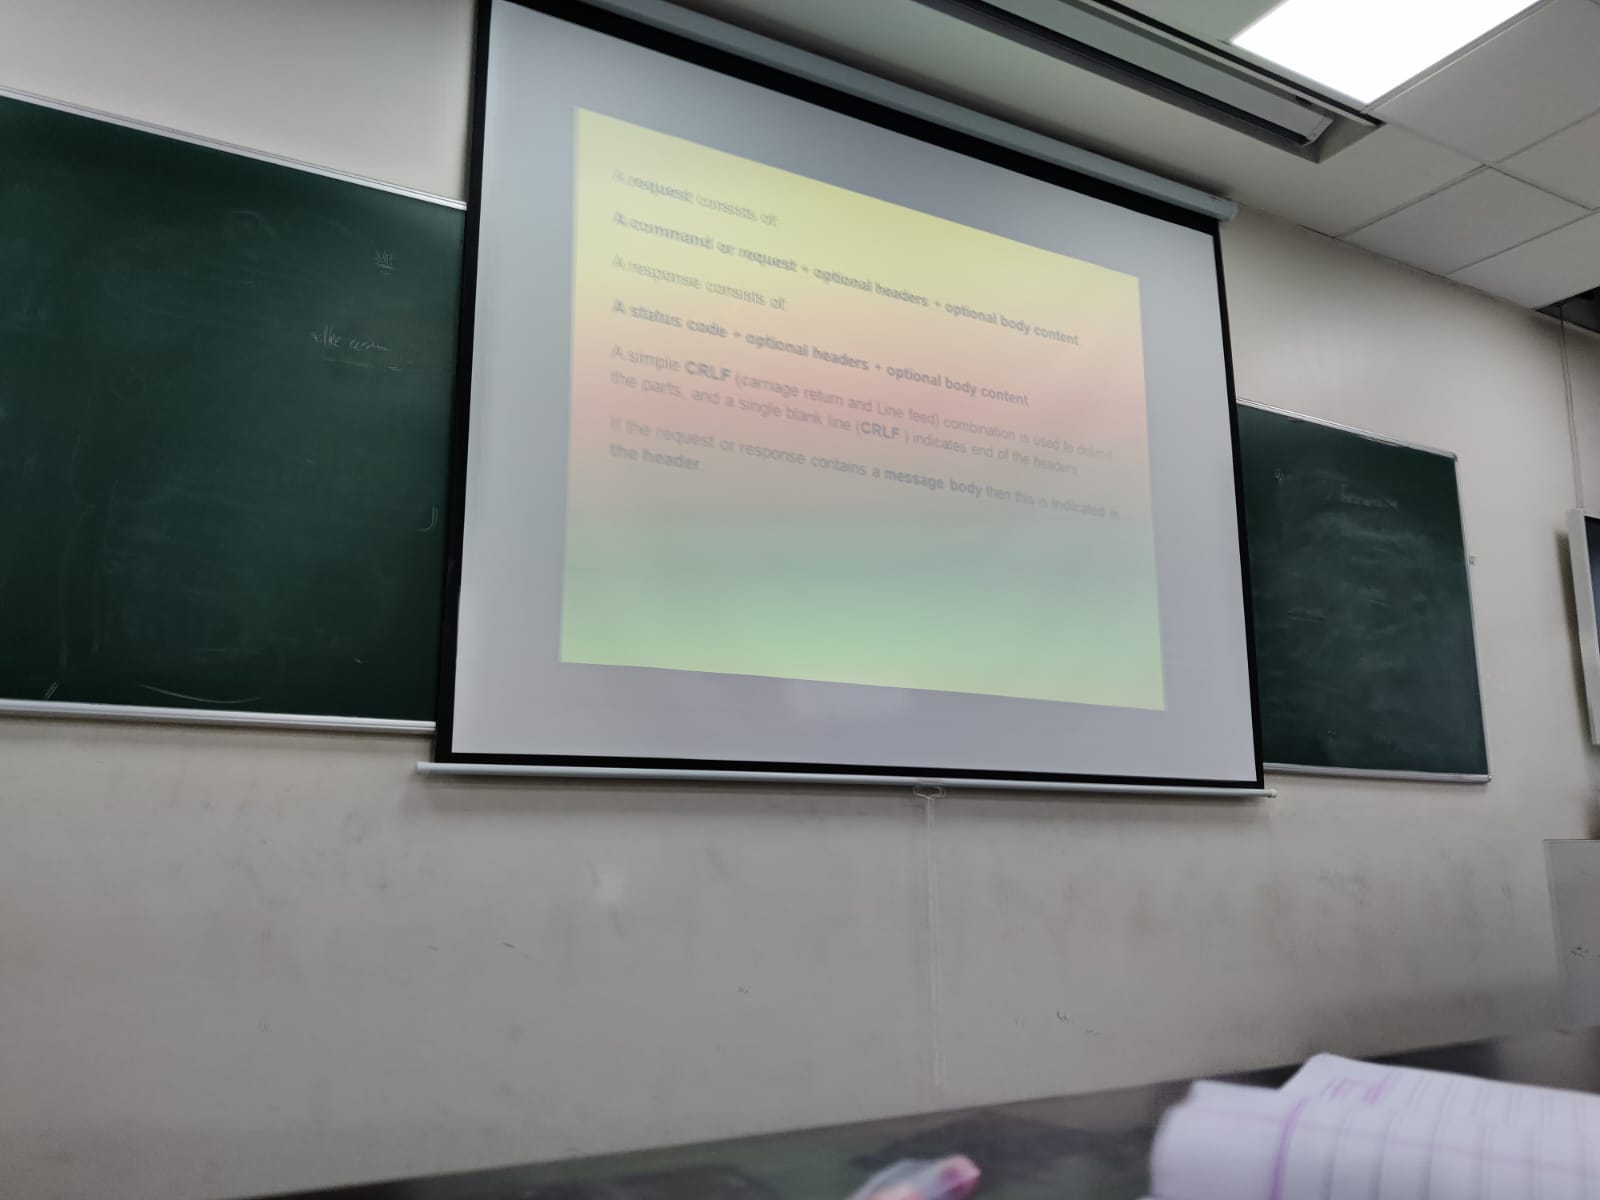 A request consists of:
A command or request + optional headers + optional body content
A response consists of:
A status code + optional headers + optional body content
A simple CRLF (carriage return and Line feed) combination is used to delimit
the parts, and a single blank line (CRLF ) indicates end of the headers
If the request or response contains a message body then this is indicated in
the header